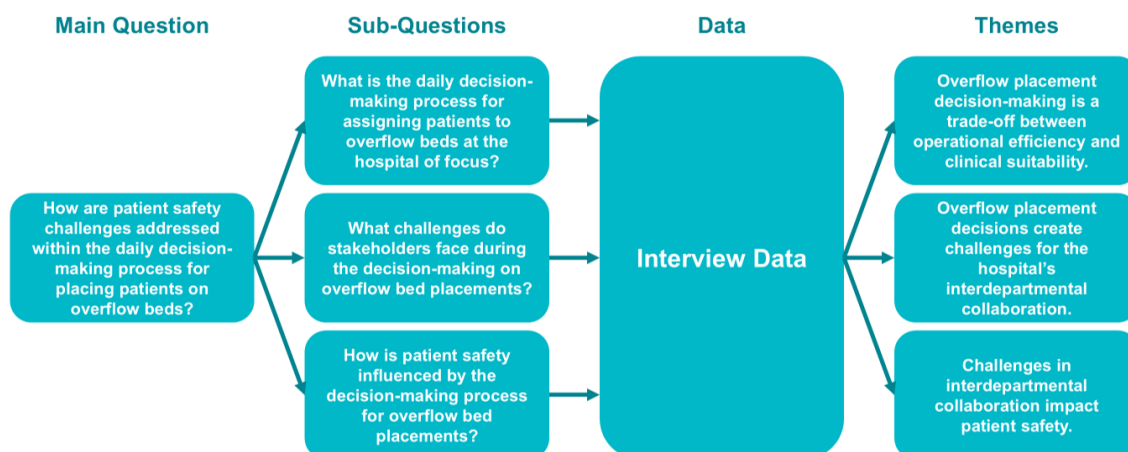 Main Question
Sub-Questions
Data
Themes
How are patient safety
challenges addressed
within the daily decision-
making process for
placing patients on
overflow beds?
What is the daily decision-
making process for
assigning patients to
overflow beds at the
hospital of focus?
What challenges do
stakeholders face during
the decision-making on
overflow bed placements?
How is patient safety
influenced by the
decision-making process
for overflow bed
placements?
Interview Data
Overflow placement
decision-making is a
trade-off between
operational efficiency and
clinical suitability.
Overflow placement
decisions create
challenges for the
hospital’s
interdepartmental
collaboration.
Challenges in
interdepartmental
collaboration impact
patient safety.